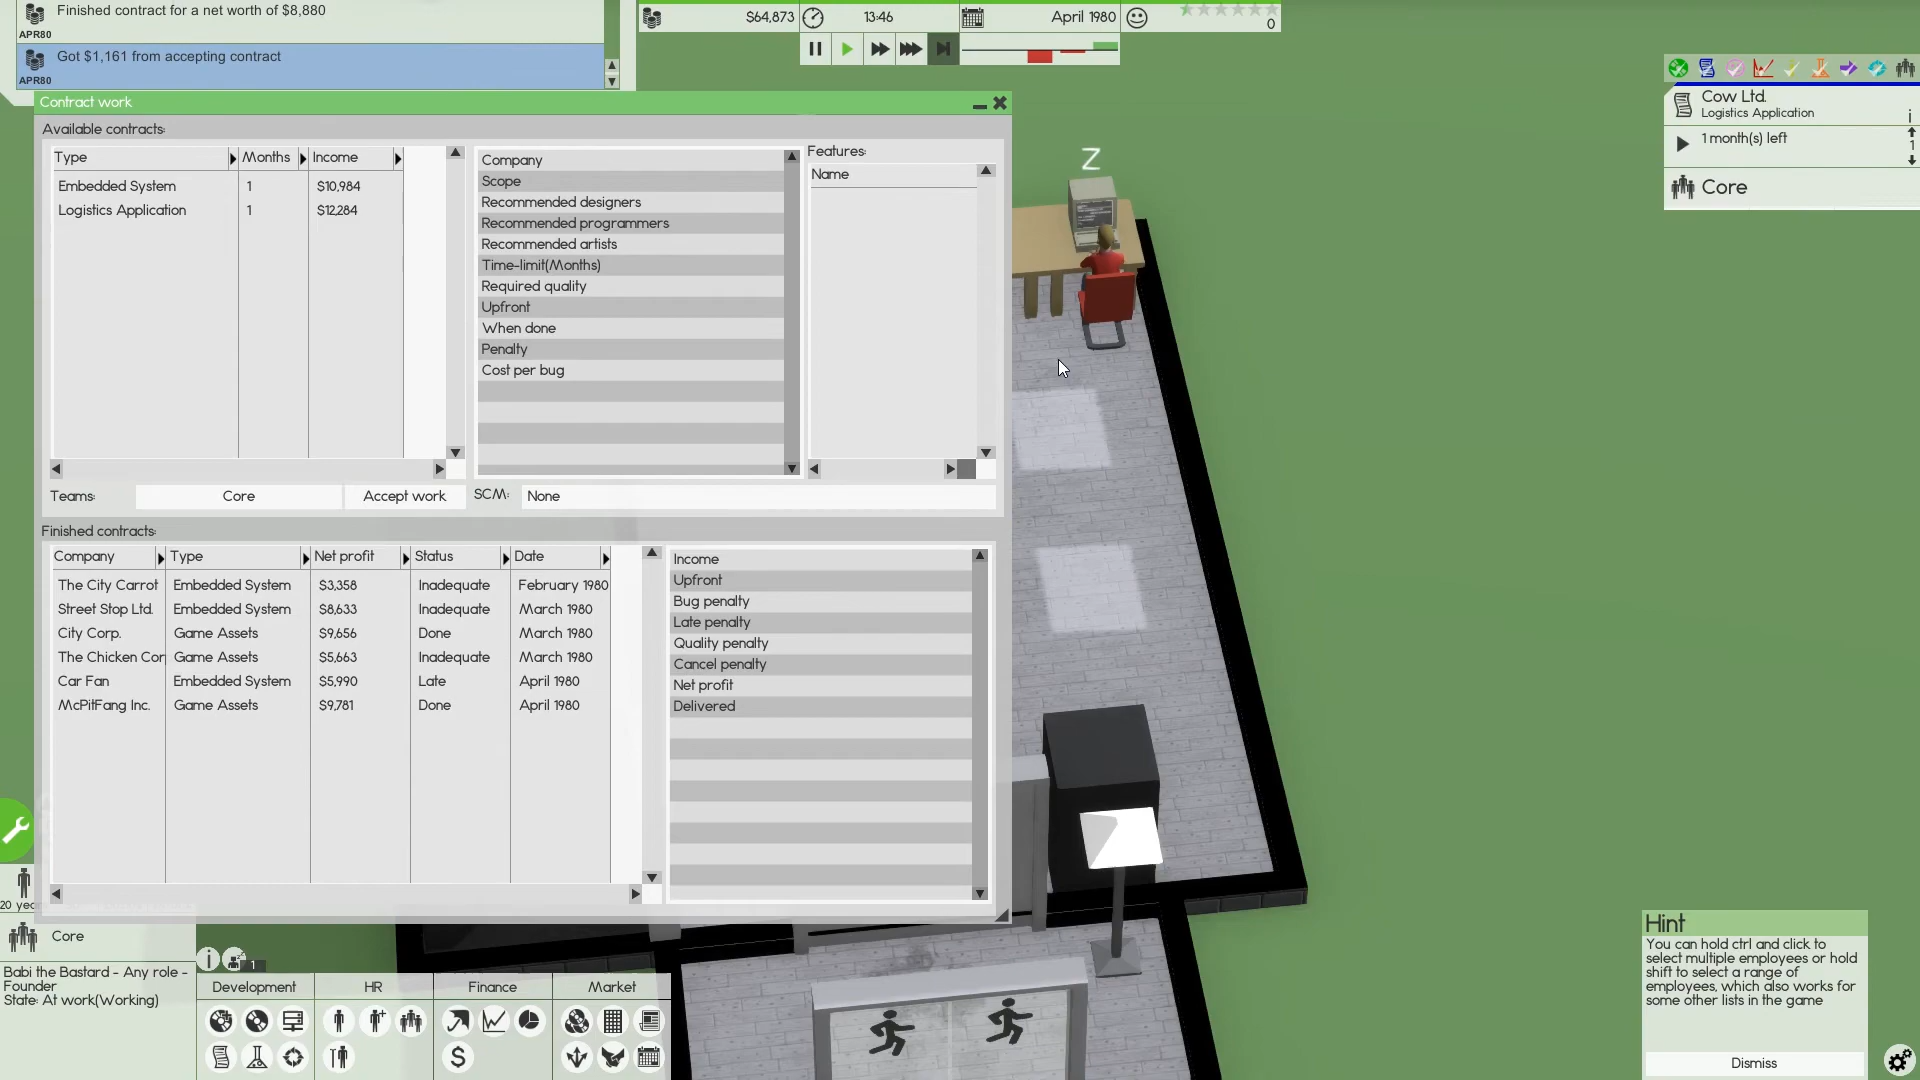 Finished contract for a net worth of $8,880
APR80
Got $1,161 from accepting contract
APR80
$64,873
13:46
April 1980
0
Contract work
Available contracts:
Type Months Income
Embedded System 1 $10,984
Logistics Application 1 $12,284
Company
Scope
Recommended designers
Recommended programmers
Recommended artists
Time-limit(Months)
Required quality
Upfront
When done
Penalty
Cost per bug
Features:
Name
Teams: Core Accept work SCM: None
Finished contracts:
Company Type Net profit Status Date
The City Carrot Embedded System $3,358 Inadequate February 1980
Street Stop Ltd. Embedded System $8,633 Inadequate March 1980
City Corp. Game Assets $9,656 Done March 1980
The Chicken Cor Game Assets $5,663 Inadequate March 1980
Car Fan Embedded System $5,990 Late April 1980
McPitFang Inc. Game Assets $9,781 Done April 1980
Income
Upfront
Bug penalty
Late penalty
Quality penalty
Cancel penalty
Net profit
Delivered
Z
Cow Ltd.
Logistics Application
i
1 month(s) left
1
Core
20 year
Core
Babi the Bastard - Any role -
Founder
State: At work(Working)
i
1
Development HR Finance Market
$
Hint
You can hold ctrl and click to
select multiple employees or hold
shift to select a range of
employees, which also works for
some other lists in the game
Dismiss